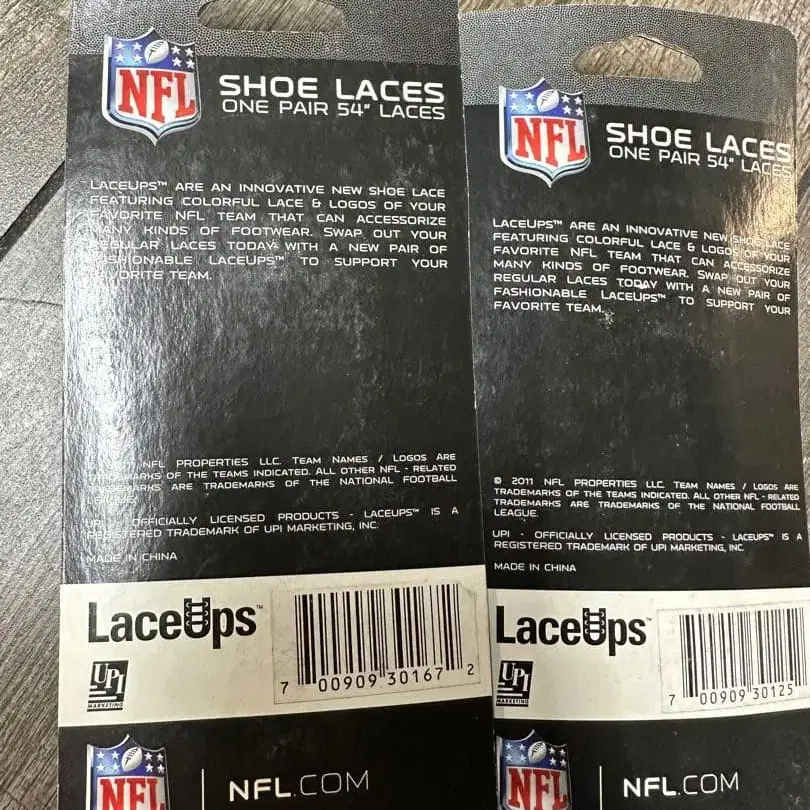 NFL
SHOE LACES
ONE PAIR 54" LACES
LACEUPS™ ARE AN INNOVATIVE NEW SHOE LACE
FEATURING COLORFUL LACE & LOGOS OF YOUR
FAVORITE NFL TEAM THAT CAN ACCESSORIZE
MANY KINDS OF FOOTWEAR. SWAP OUT YOUR
REGULAR LACES TODAY WITH A NEW PAIR OF
FASHIONABLE LACEUPS™ TO SUPPORT YOUR
FAVORITE TEAM.
NFL PROPERTIES LLC. TEAM NAMES / LOGOS ARE
TRADEMARKS OF THE TEAMS INDICATED. ALL OTHER NFL - RELATED
TRADEMARKS ARE TRADEMARKS OF THE NATIONAL FOOTBALL
LEAGUE.
UPI - OFFICIALLY LICENSED PRODUCTS - LACEUPS™ IS A
REGISTERED TRADEMARK OF UPI MARKETING, INC.
MADE IN CHINA
LaceUps™
UPI
MARKETING
7 00909 30167 2
NFL
NFL.COM
NFL
SHOE LACES
ONE PAIR 54" LACES
LACEUPS™ ARE AN INNOVATIVE NEW SHOE LACE
FEATURING COLORFUL LACE & LOGOS OF YOUR
FAVORITE NFL TEAM THAT CAN ACCESSORIZE
MANY KINDS OF FOOTWEAR. SWAP OUT YOUR
REGULAR LACES TODAY WITH A NEW PAIR OF
FASHIONABLE LACEUPS™ TO SUPPORT YOUR
FAVORITE TEAM.
© 2011 NFL PROPERTIES LLC. TEAM NAMES / LOGOS ARE
TRADEMARKS OF THE TEAMS INDICATED. ALL OTHER NFL - RELATED
TRADEMARKS ARE TRADEMARKS OF THE NATIONAL FOOTBALL
LEAGUE.
UPI - OFFICIALLY LICENSED PRODUCTS - LACEUPS™ IS A
REGISTERED TRADEMARK OF UPI MARKETING, INC.
MADE IN CHINA
LaceUps™
UPI
MARKETING
7 00909 30125
NFL
NFL.COM